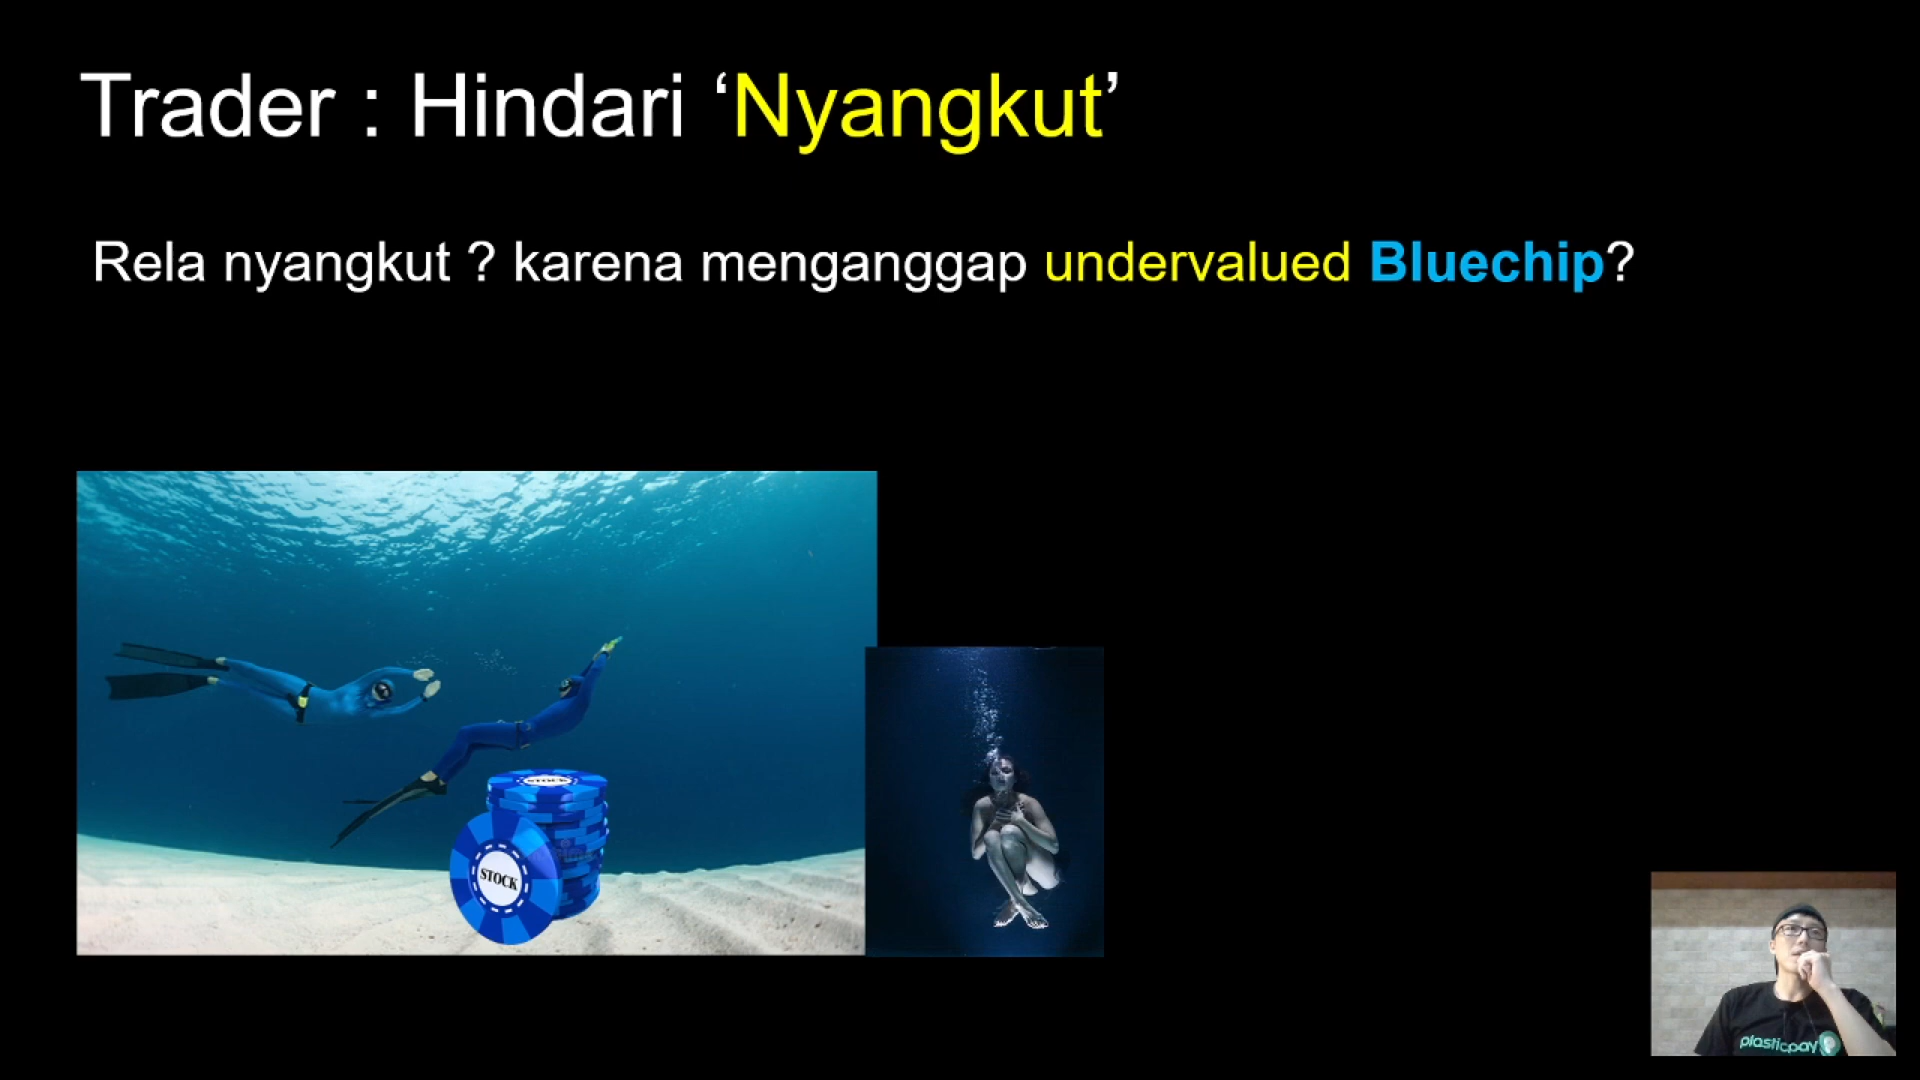 Trader : Hindari ‘Nyangkut’
Rela nyangkut ? karena menganggap undervalued Bluechip?
STOCK
STOCK
plasticpay